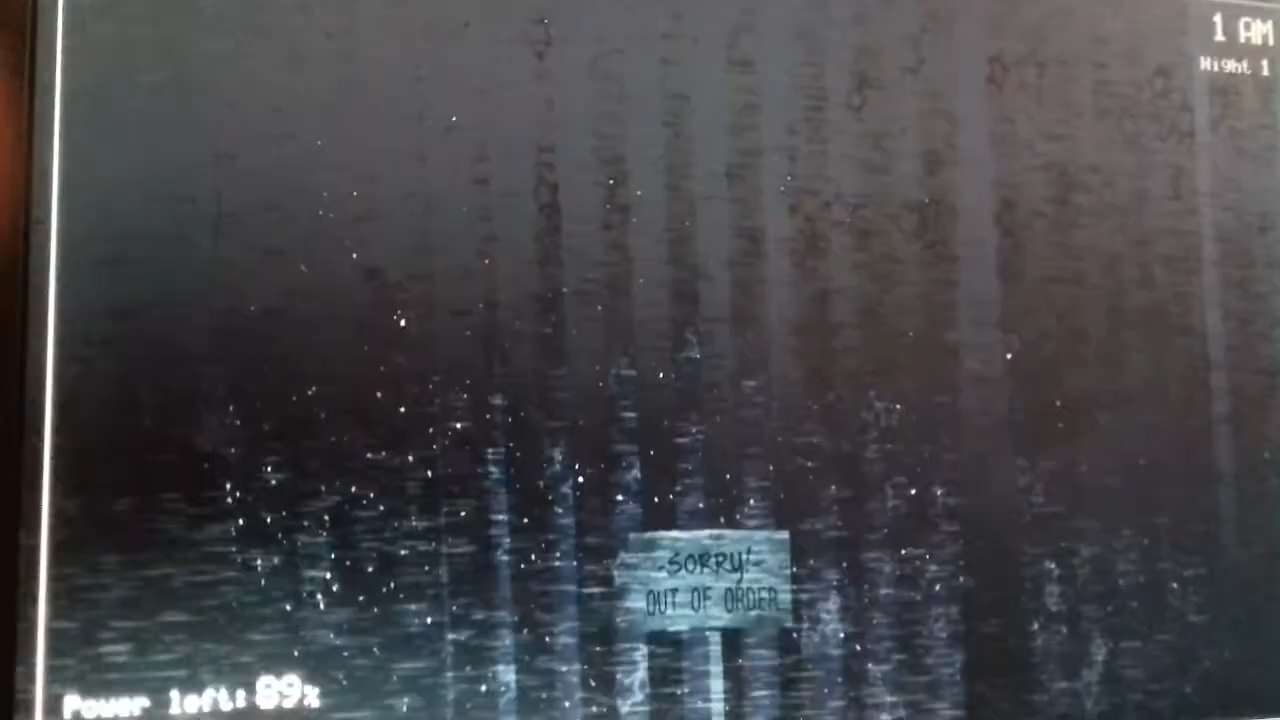 1 AM
Night 1
-SORRY!-
OUT OF ORDER
Power left: 89%